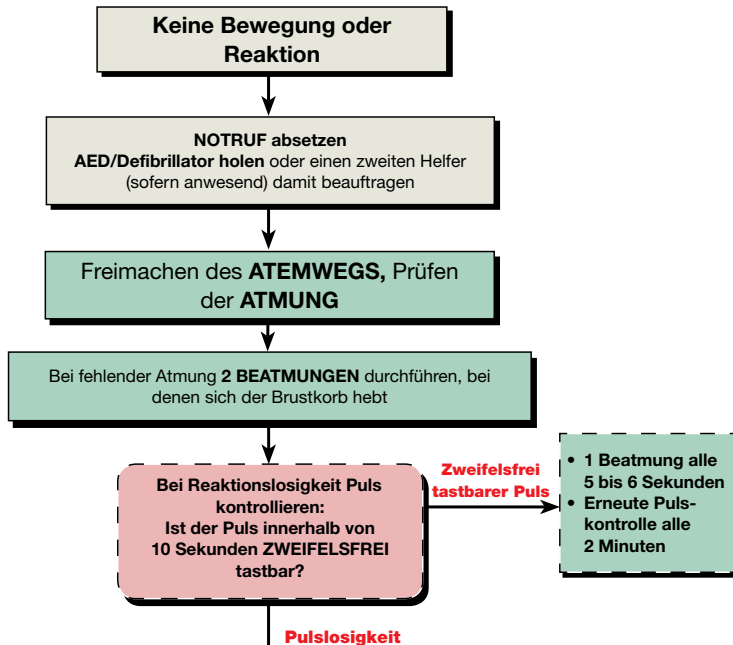 Keine Bewegung oder
Reaktion
NOTRUF absetzen
AED/Defibrillator holen oder einen zweiten Helfer
(sofern anwesend) damit beauftragen
Freimachen des ATEMWEGS, Prüfen
der ATMUNG
Bei fehlender Atmung 2 BEATMUNGEN durchführen, bei
denen sich der Brustkorb hebt
Bei Reaktionslosigkeit Puls
kontrollieren:
Ist der Puls innerhalb von
10 Sekunden ZWEIFELSFREI
tastbar?
Zweifelsfrei
tastbarer Puls
• 1 Beatmung alle
5 bis 6 Sekunden
• Erneute Puls-
kontrolle alle
2 Minuten
Pulslosigkeit